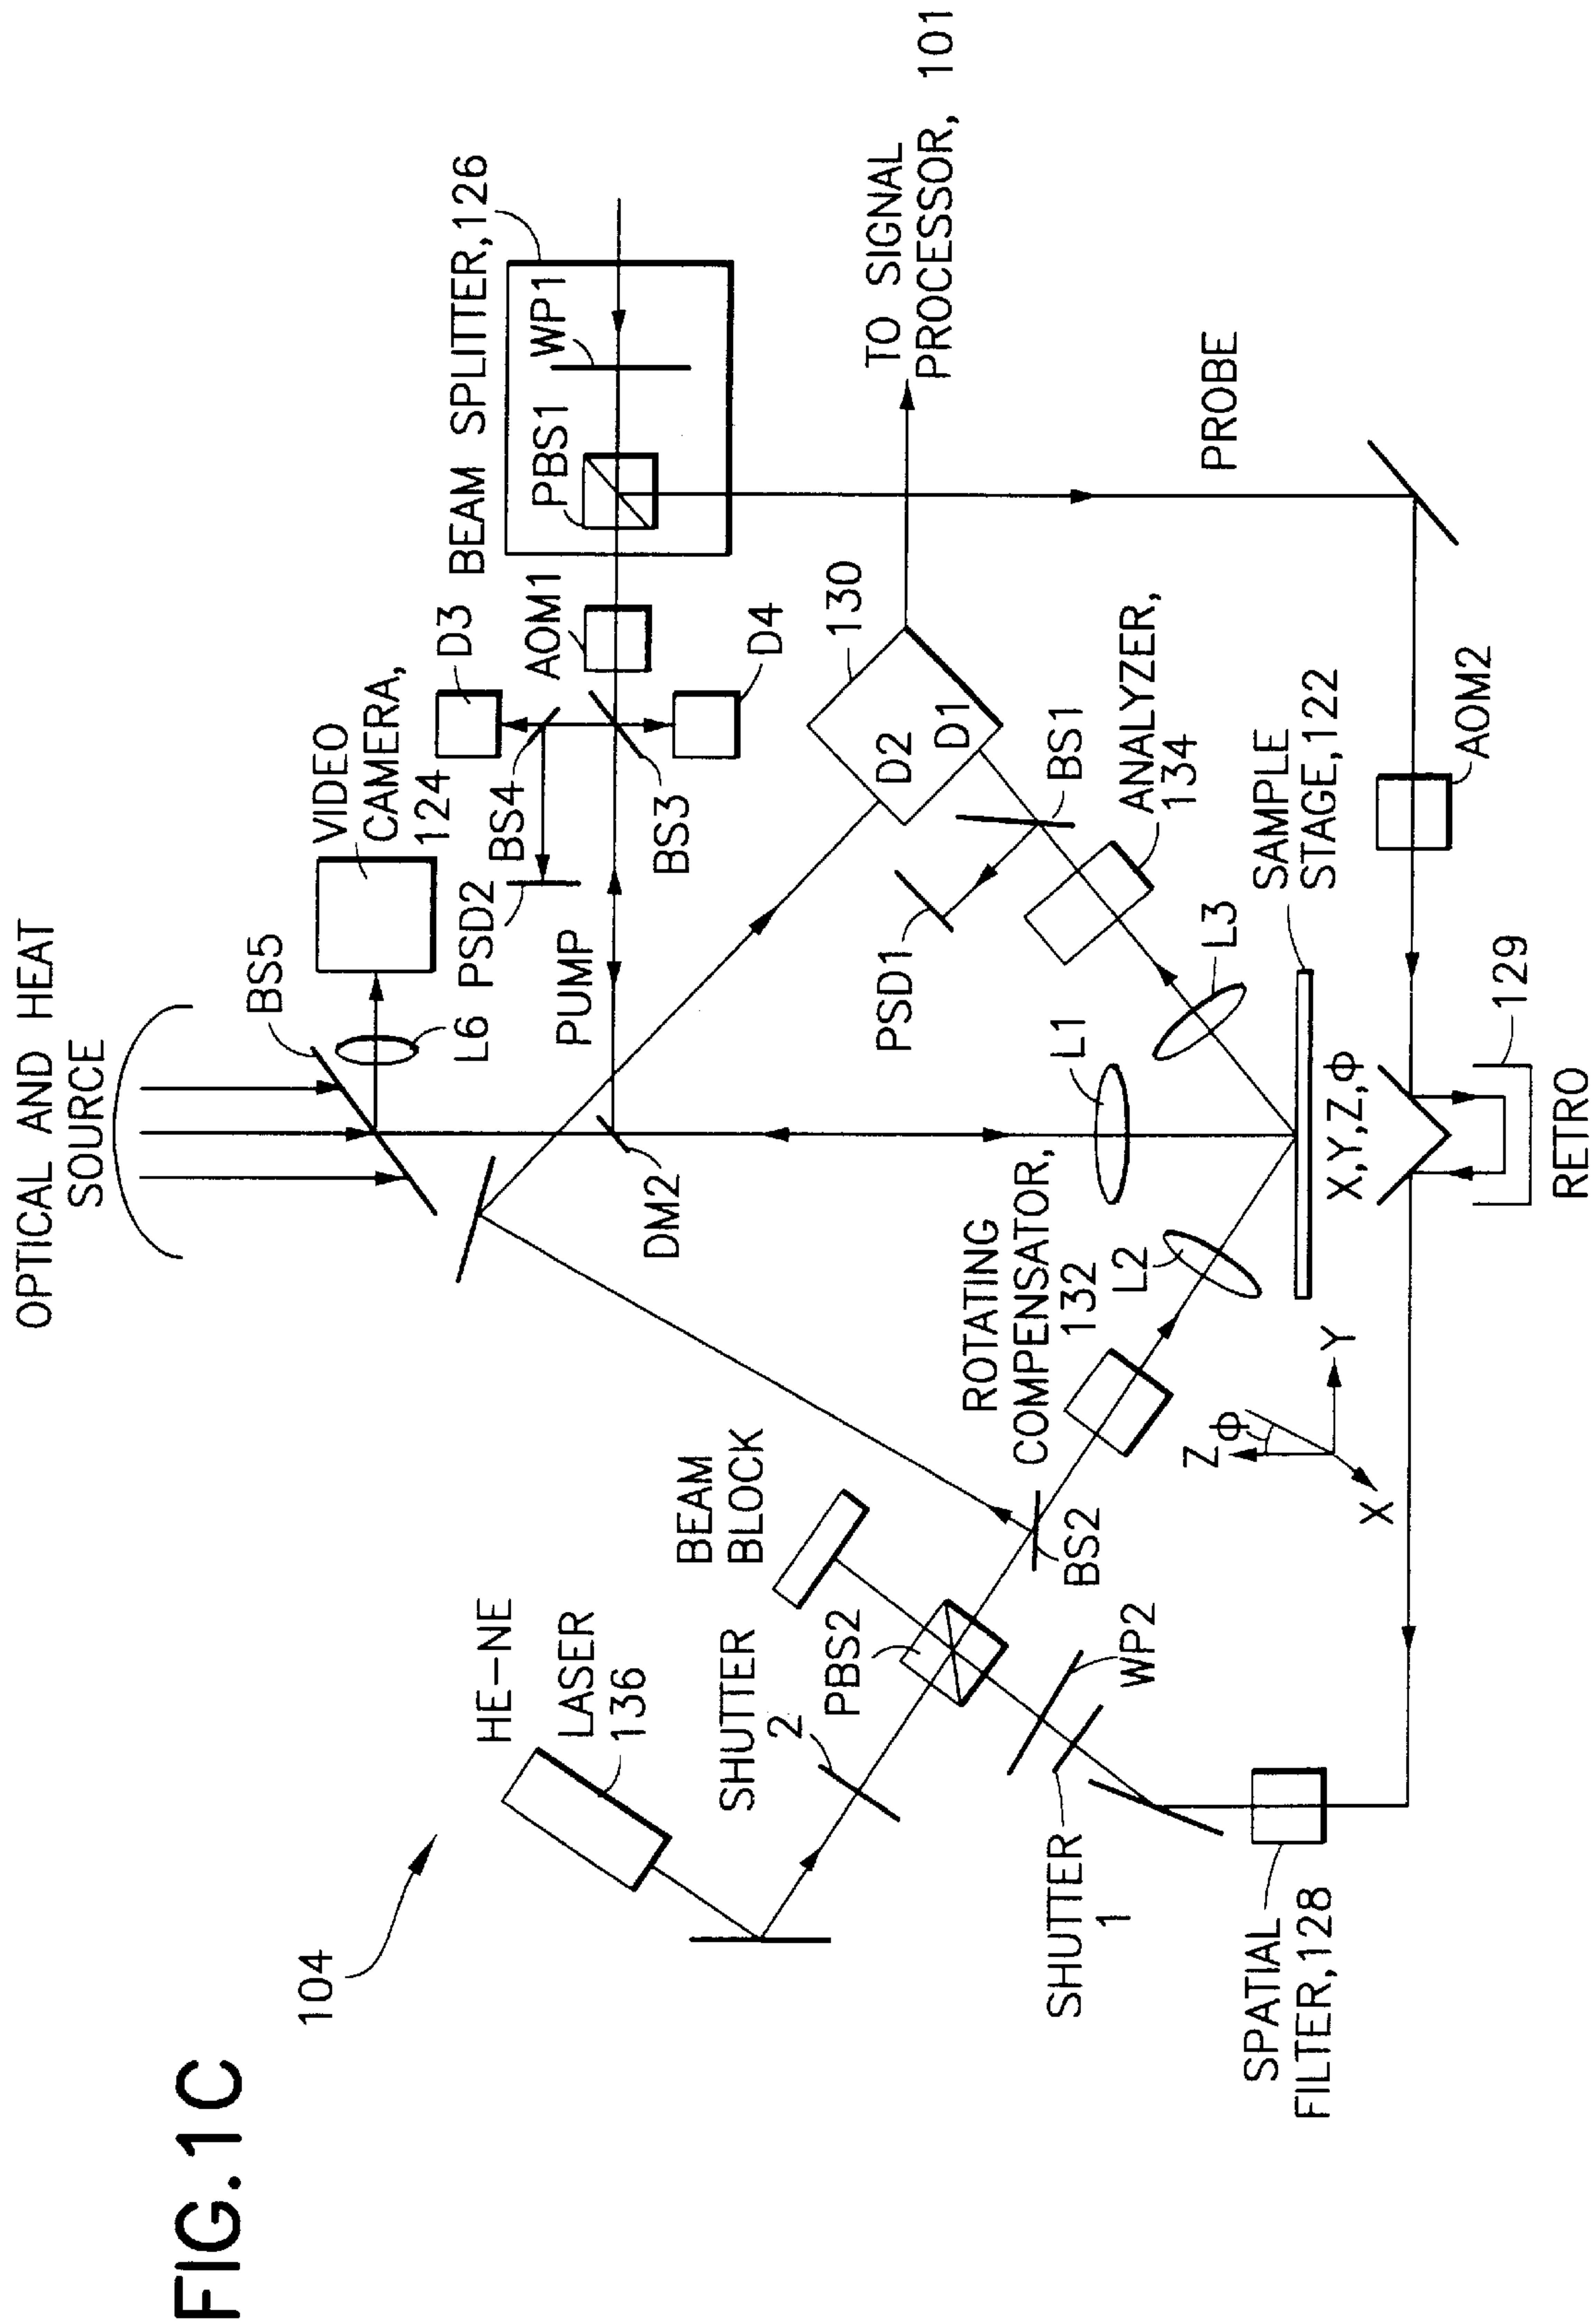 FIG.1C
104
OPTICAL AND HEAT
SOURCE
BS5
VIDEO
CAMERA,
124
L6
PSD2
BS4
D3
BEAM SPLITTER,126
AOM1
PBS1
WP1
PUMP
BS3
D4
DM2
130
D2
D1
TO SIGNAL
PROCESSOR, 101
HE-NE
LASER
136
BEAM
BLOCK
SHUTTER
2
PBS2
BS2
ROTATING
COMPENSATOR,
132
L2
L1
PSD1
L3
BS1
ANALYZER,
134
PROBE
SHUTTER
1
WP2
Z
Φ
Y
X
X,Y,Z,Φ
SAMPLE
STAGE,122
AOM2
SPATIAL
FILTER,128
129
RETRO